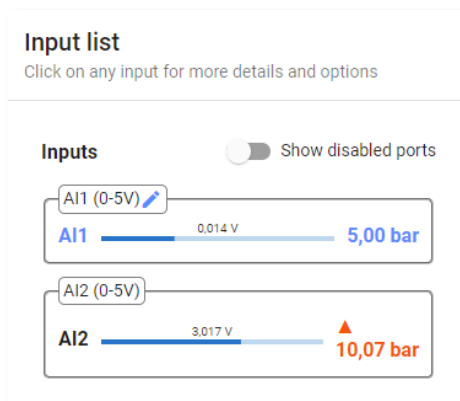 Input list
Click on any input for more details and options
Inputs
Show disabled ports
AI1 (0-5V)
AI1
0,014 V
5,00 bar
AI2 (0-5V)
AI2
3,017 V
10,07 bar